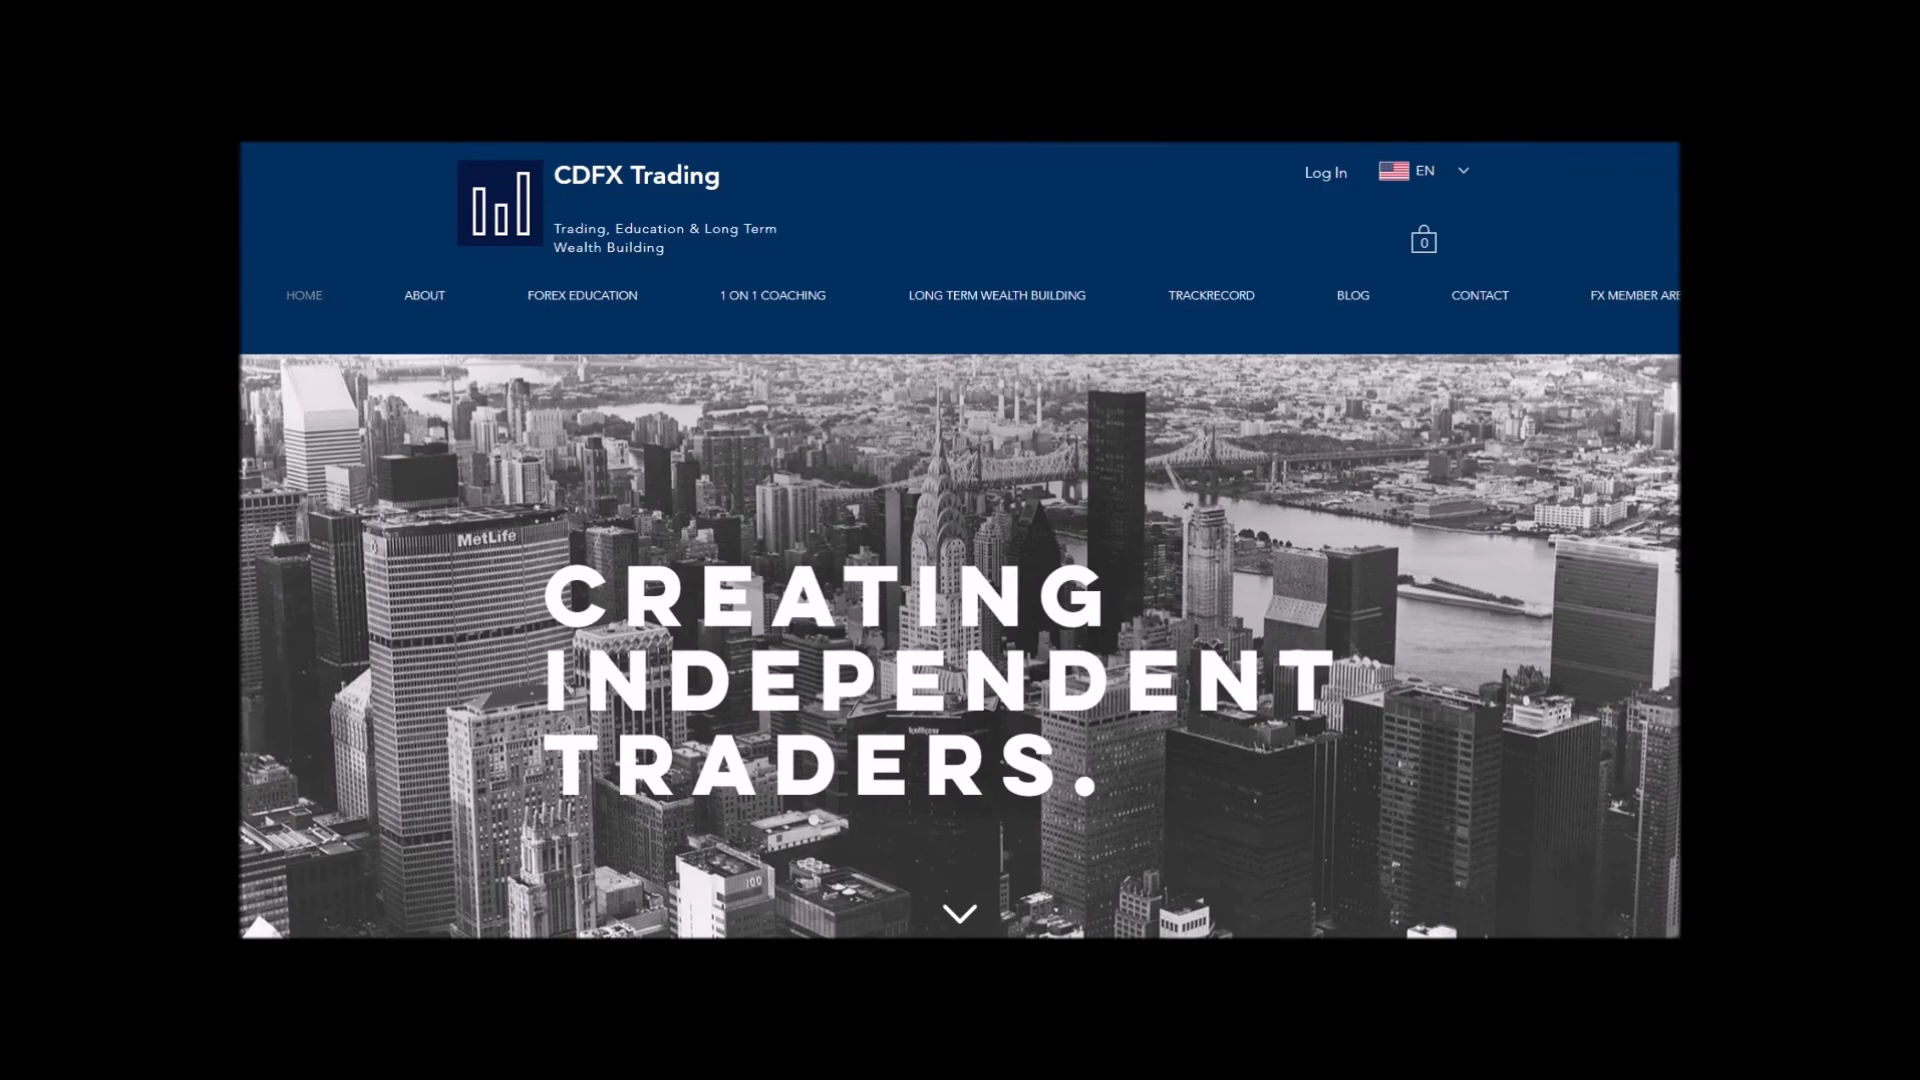 CDFX Trading
Log In
EN
Trading, Education & Long Term
Wealth Building
0
HOME ABOUT FOREX EDUCATION 1 ON 1 COACHING LONG TERM WEALTH BUILDING TRACKRECORD BLOG CONTACT FX MEMBER ARE
MetLife
CREATING
INDEPENDENT
TRADERS.
100